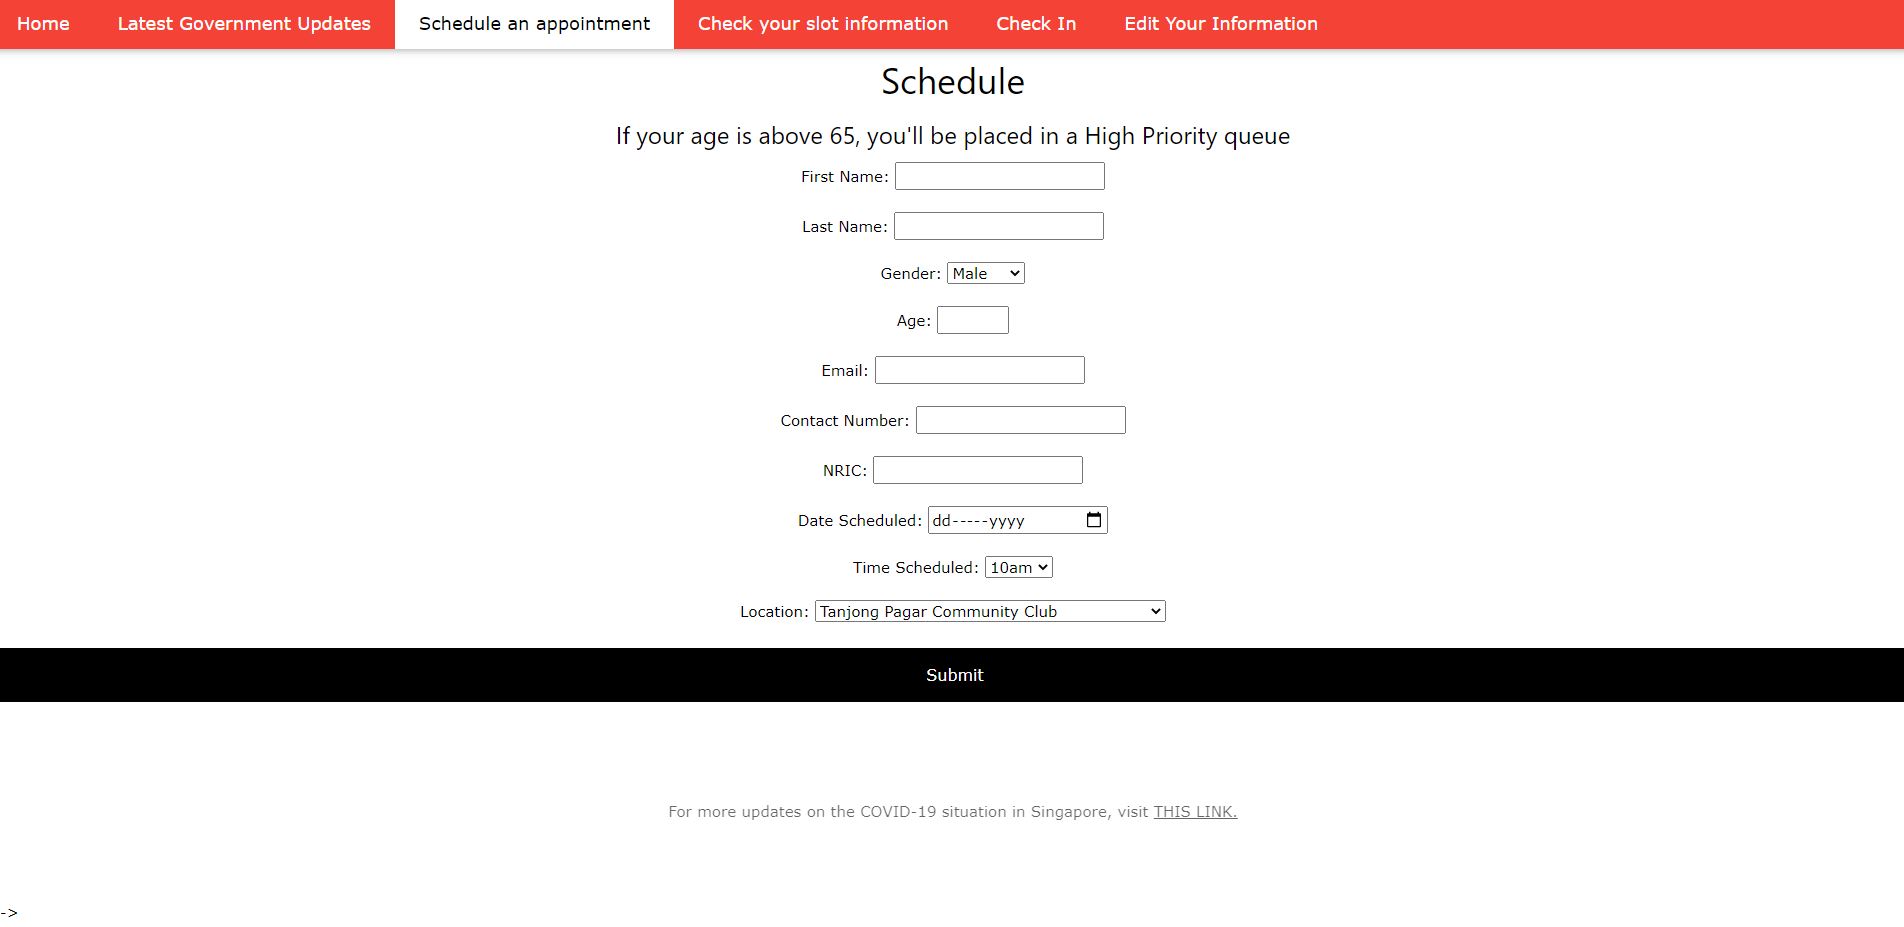 Home Latest Government Updates Schedule an appointment Check your slot information Check In Edit Your Information
Schedule
If your age is above 65, you'll be placed in a High Priority queue
First Name:
Last Name:
Gender: Male
Age:
Email:
Contact Number:
NRIC:
Date Scheduled: dd-----yyyy
Time Scheduled: 10am
Location: Tanjong Pagar Community Club
Submit
For more updates on the COVID-19 situation in Singapore, visit THIS LINK.
->